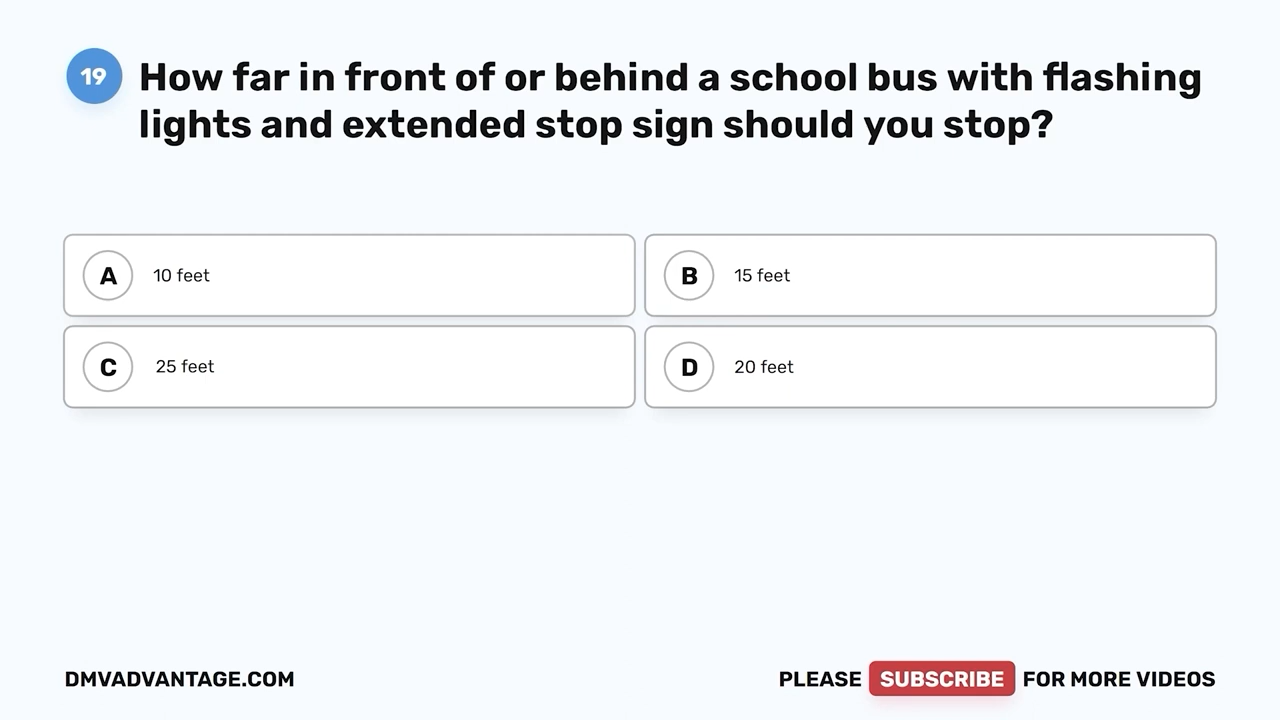 19
How far in front of or behind a school bus with flashing
lights and extended stop sign should you stop?
A 10 feet
B 15 feet
C 25 feet
D 20 feet
DMVADVANTAGE.COM
PLEASE SUBSCRIBE FOR MORE VIDEOS